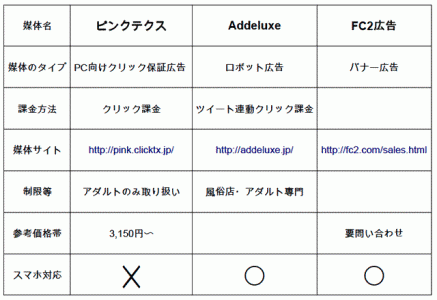 媒体名 ピンクテクス Addeluxe FC2広告
媒体のタイプ PC向けクリック保証広告 ロボット広告 バナー広告
課金方法 クリック課金 ツイート連動クリック課金
媒体サイト http://pink.clicktx.jp/ http://addeluxe.jp/ http://fc2.com/sales.html
制限等 アダルトのみ取り扱い 風俗店・アダルト専門
参考価格帯 3,150円〜 要問い合わせ
スマホ対応 ╳ ○ ○